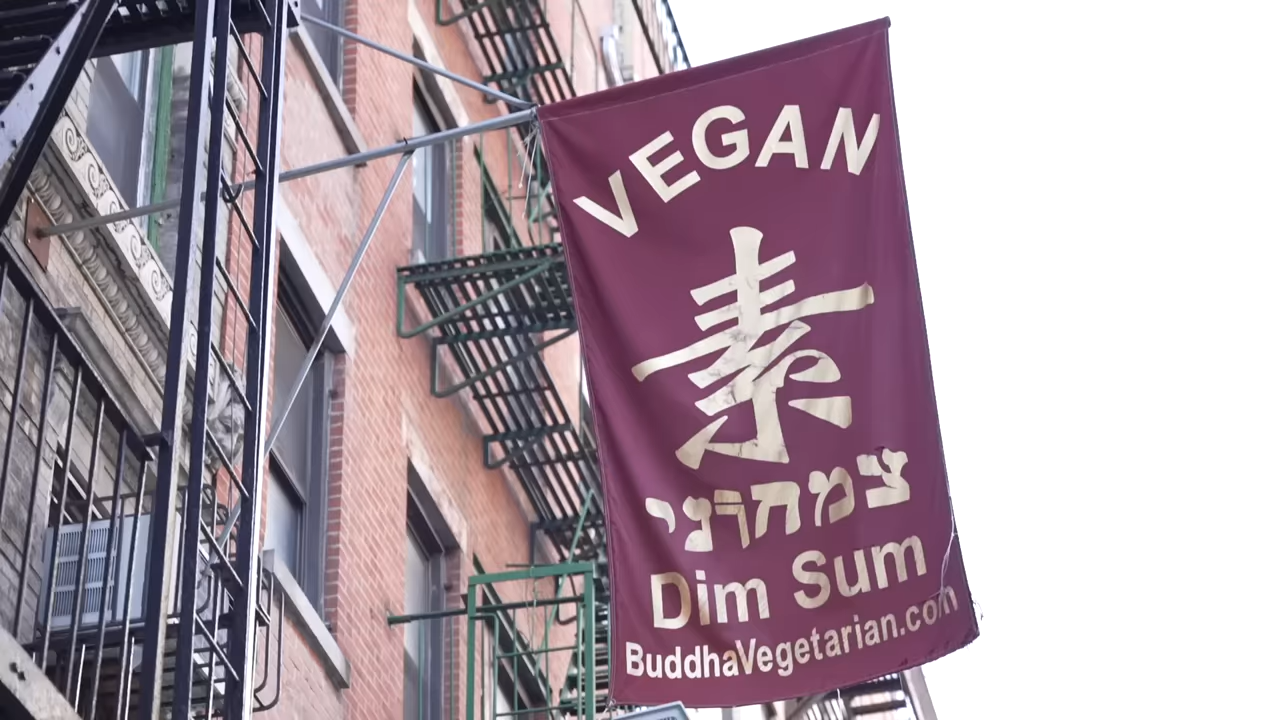 VEGAN
素
צמחוני
Dim Sum
BuddhaVegetarian.com